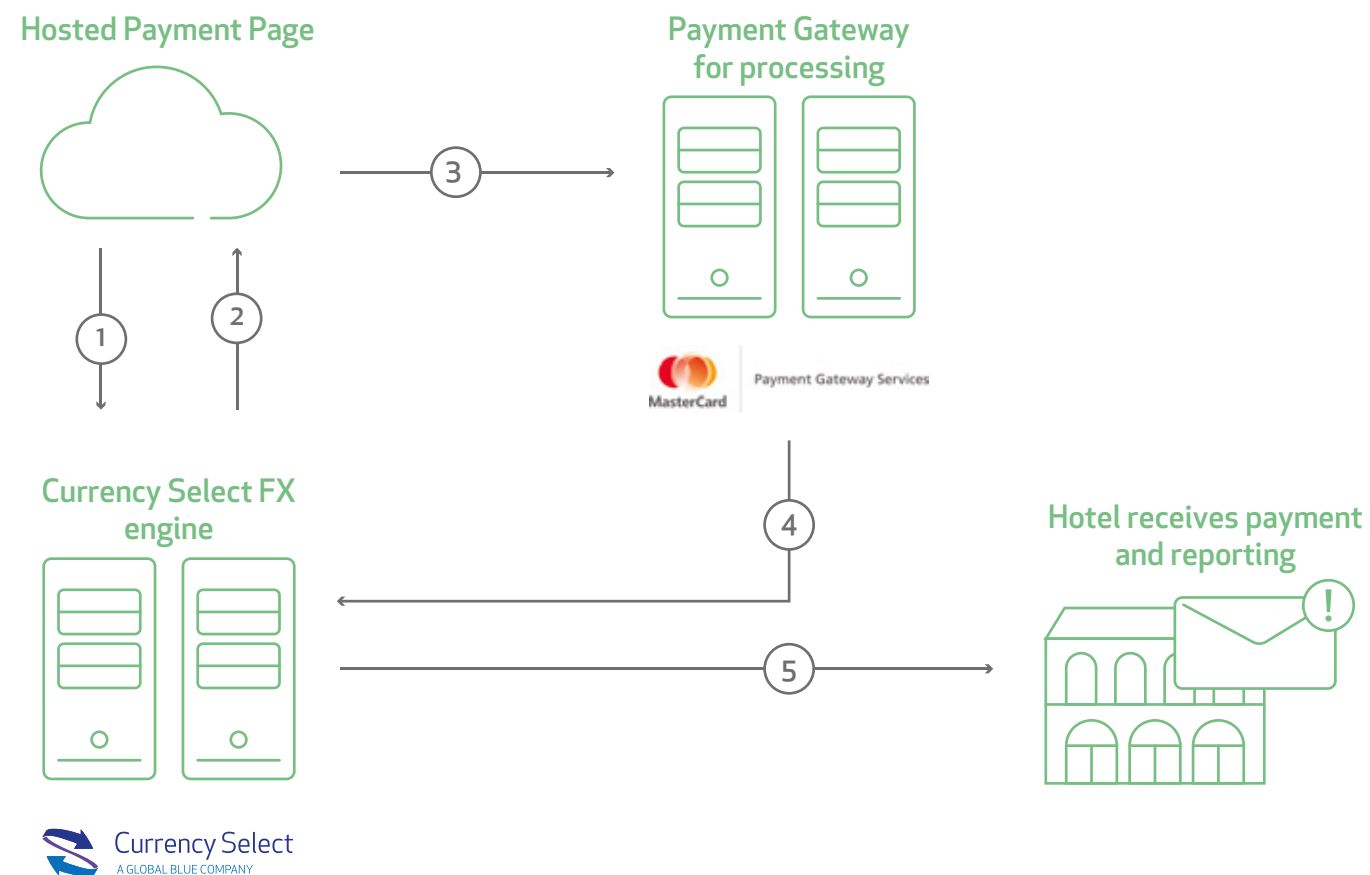 Hosted Payment Page
Payment Gateway
for processing
3
1
2
MasterCard
Payment Gateway Services
Currency Select FX
engine
4
Hotel receives payment
and reporting
!
5
Currency Select
A GLOBAL BLUE COMPANY